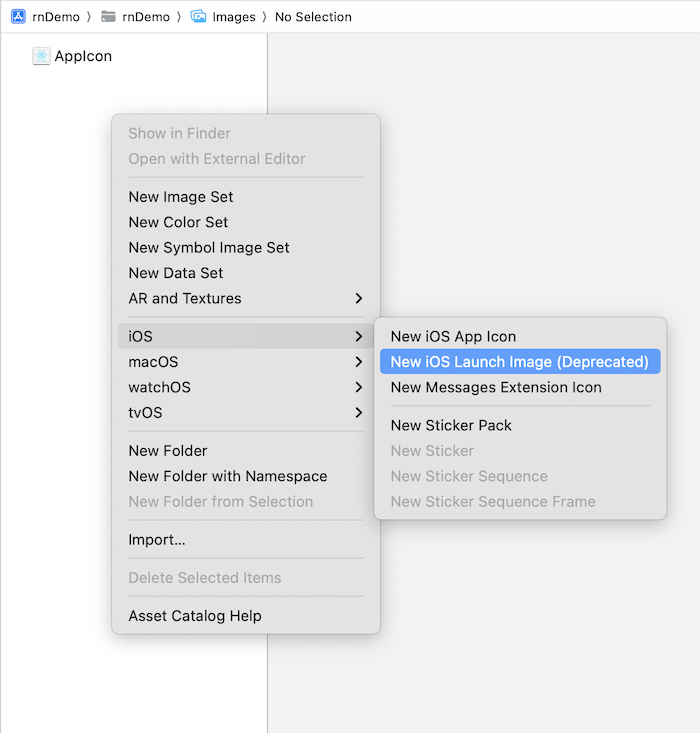 rnDemo 〉 rnDemo 〉 Images 〉 No Selection
AppIcon
Show in Finder
Open with External Editor
New Image Set
New Color Set
New Symbol Image Set
New Data Set
AR and Textures
iOS
macOS
watchOS
tvOS
New Folder
New Folder with Namespace
New Folder from Selection
Import...
Delete Selected Items
Asset Catalog Help
New iOS App Icon
New iOS Launch Image (Deprecated)
New Messages Extension Icon
New Sticker Pack
New Sticker
New Sticker Sequence
New Sticker Sequence Frame